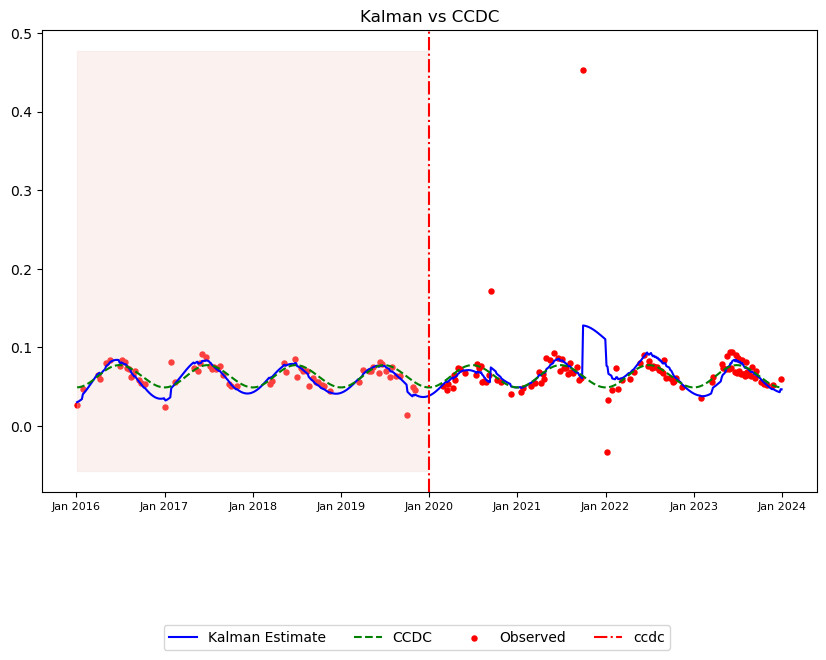 Kalman vs CCDC
0.5
0.4
0.3
0.2
0.1
0.0
Jan 2016 Jan 2017 Jan 2018 Jan 2019 Jan 2020 Jan 2021 Jan 2022 Jan 2023 Jan 2024
Kalman Estimate CCDC Observed ccdc